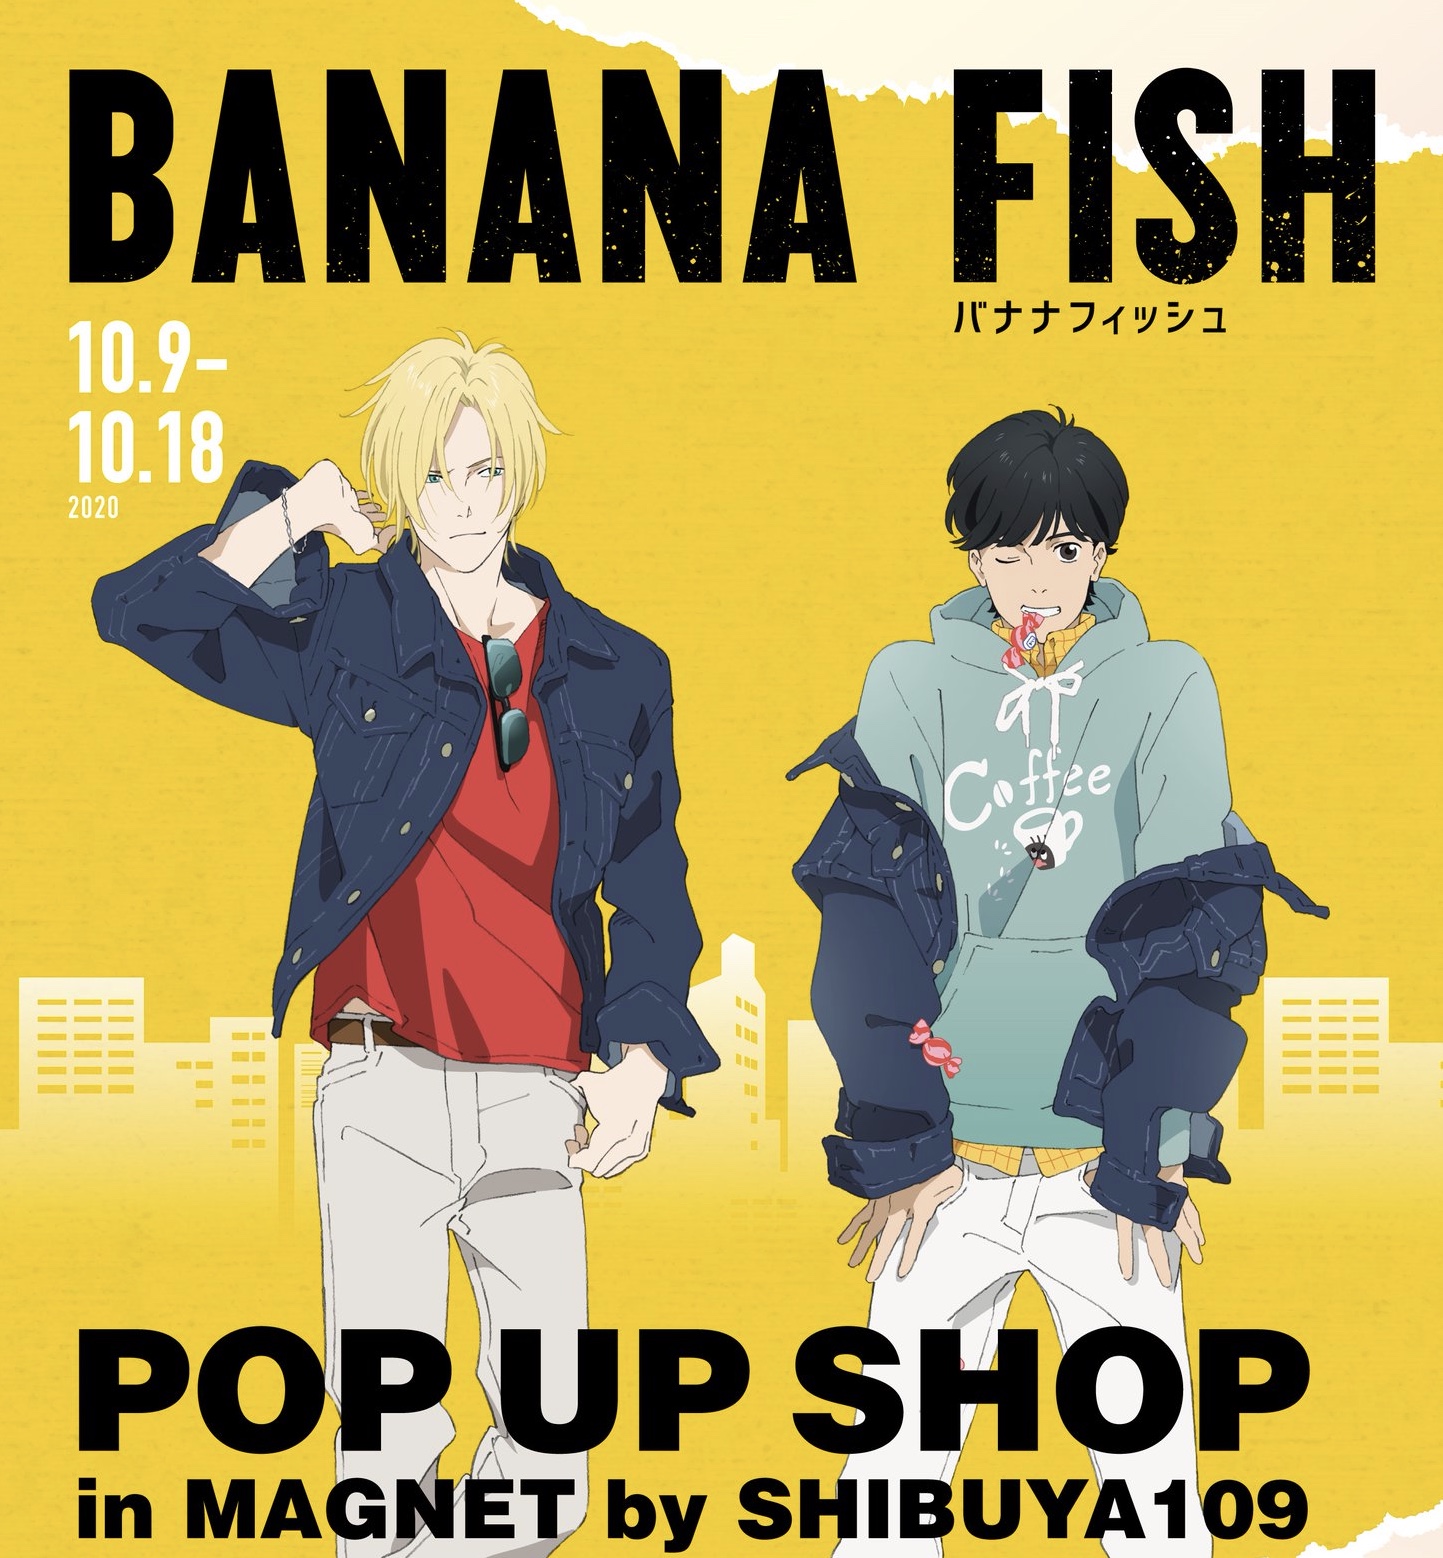 BANANA FISH
バナナフィッシュ
10.9-
10.18
2020
Coffee
POP UP SHOP
in MAGNET by SHIBUYA109